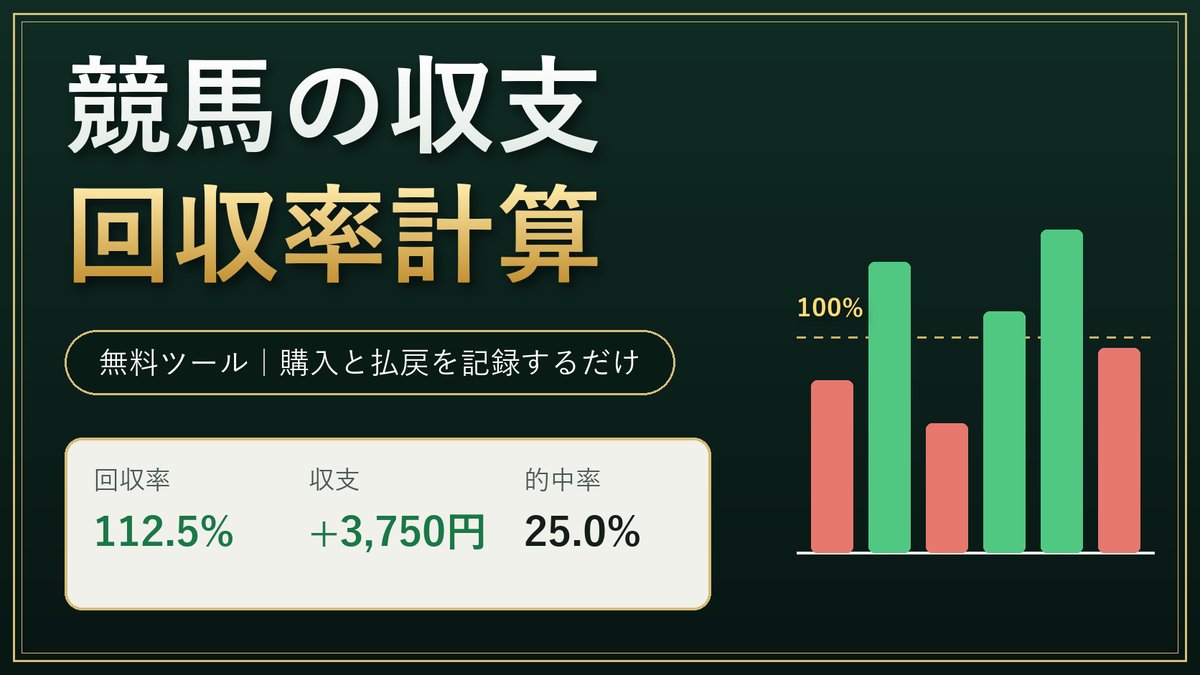 競馬の収支
回収率計算
無料ツール｜購入と払戻を記録するだけ
回収率 収支 的中率
112.5% +3,750円 25.0%
100%